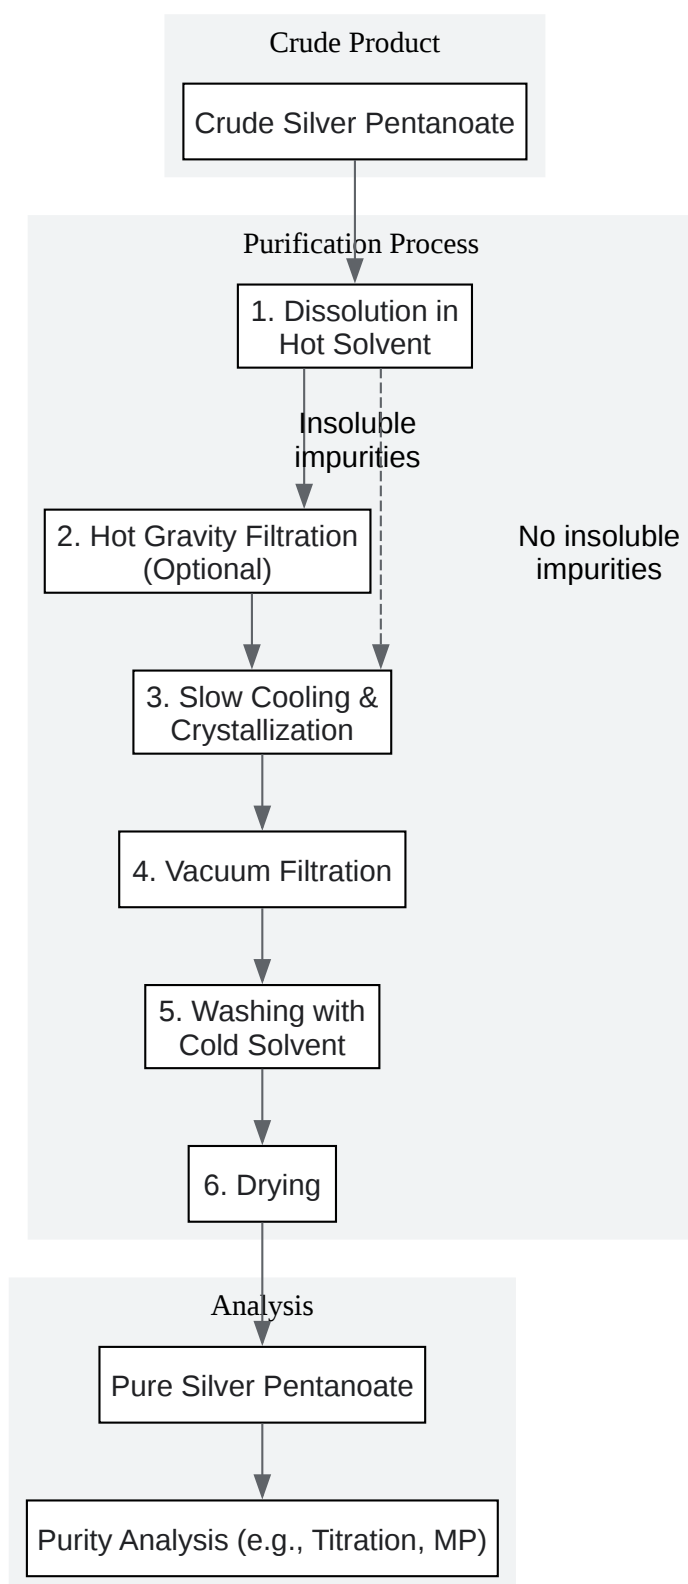 Crude Product
Crude Silver Pentanoate
Purification Process
1. Dissolution in
Hot Solvent
Insoluble
impurities
2. Hot Gravity Filtration
(Optional)
No insoluble
impurities
3. Slow Cooling &
Crystallization
4. Vacuum Filtration
5. Washing with
Cold Solvent
6. Drying
Analysis
Pure Silver Pentanoate
Purity Analysis (e.g., Titration, MP)